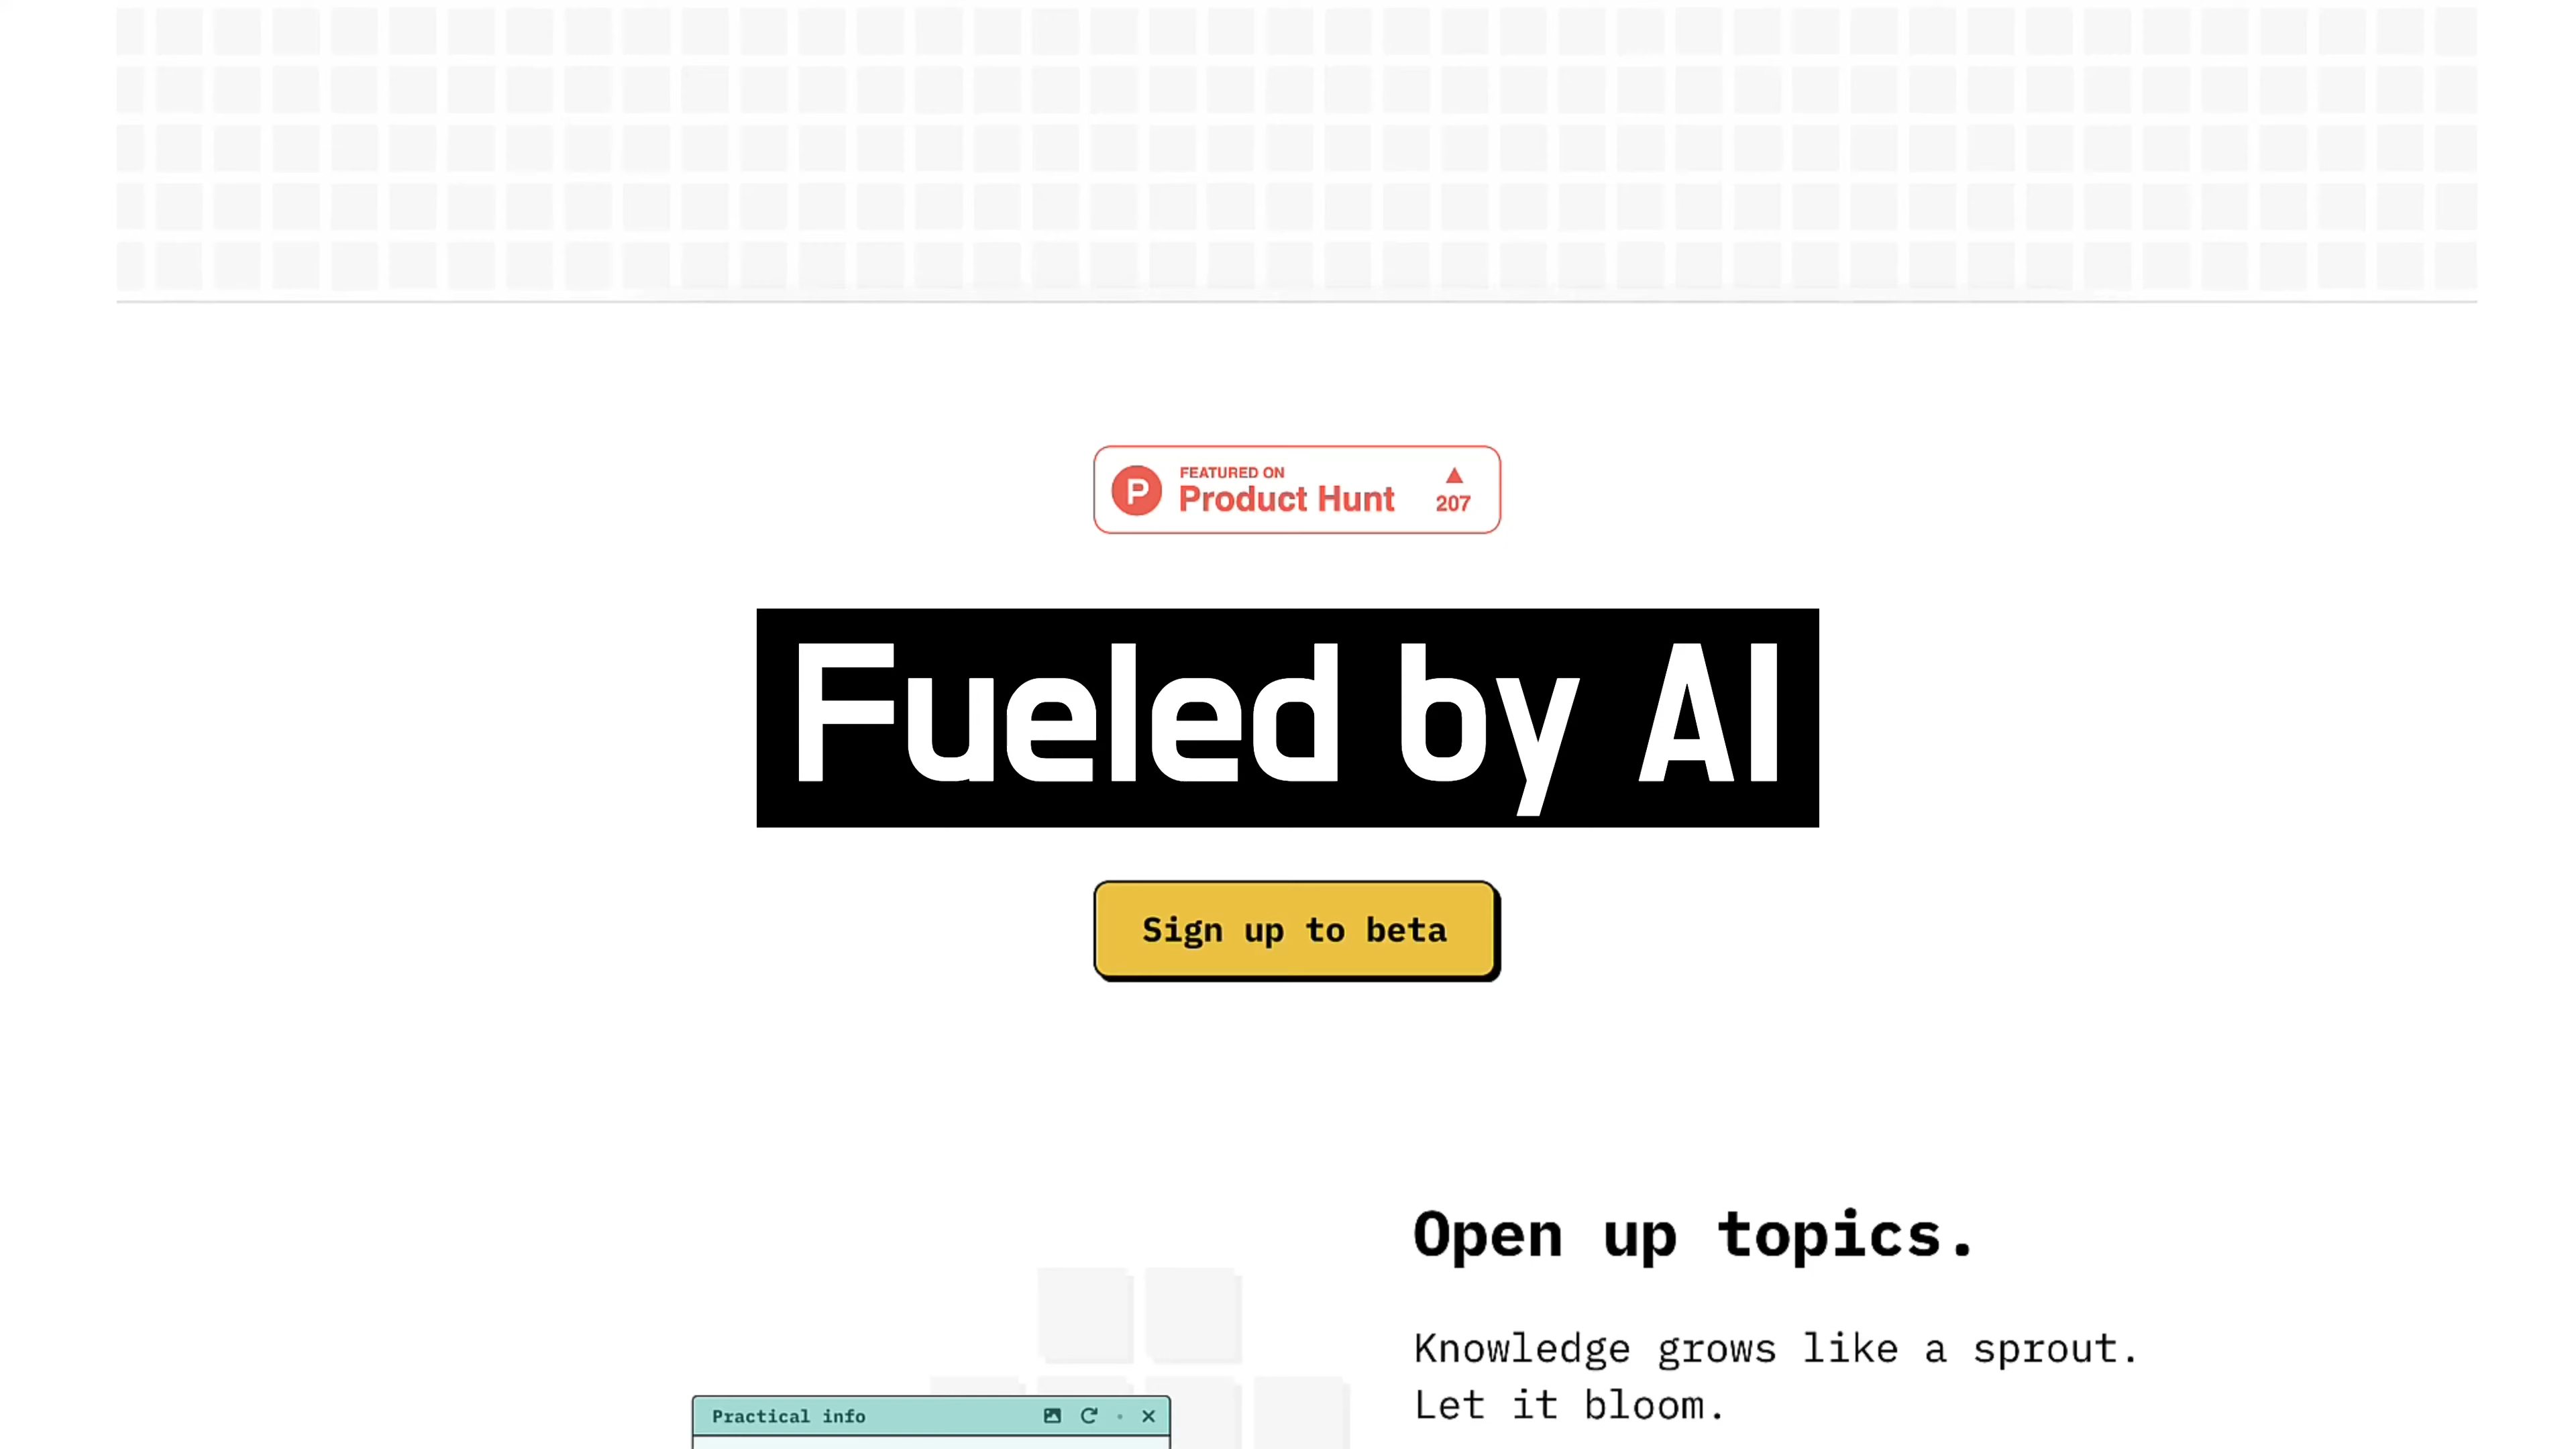 FEATURED ON
Product Hunt
207
Fueled by AI
Sign up to beta
Open up topics.
Knowledge grows like a sprout.
Let it bloom.
Practical info